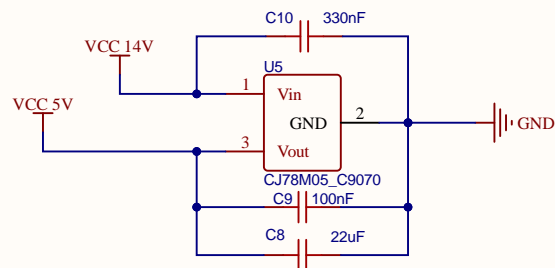 C10 330nF
VCC 14V
U5
VCC 5V
1 Vin
GND 2
GND
3 Vout
CJ78M05_C9070
C9 100nF
C8 22uF